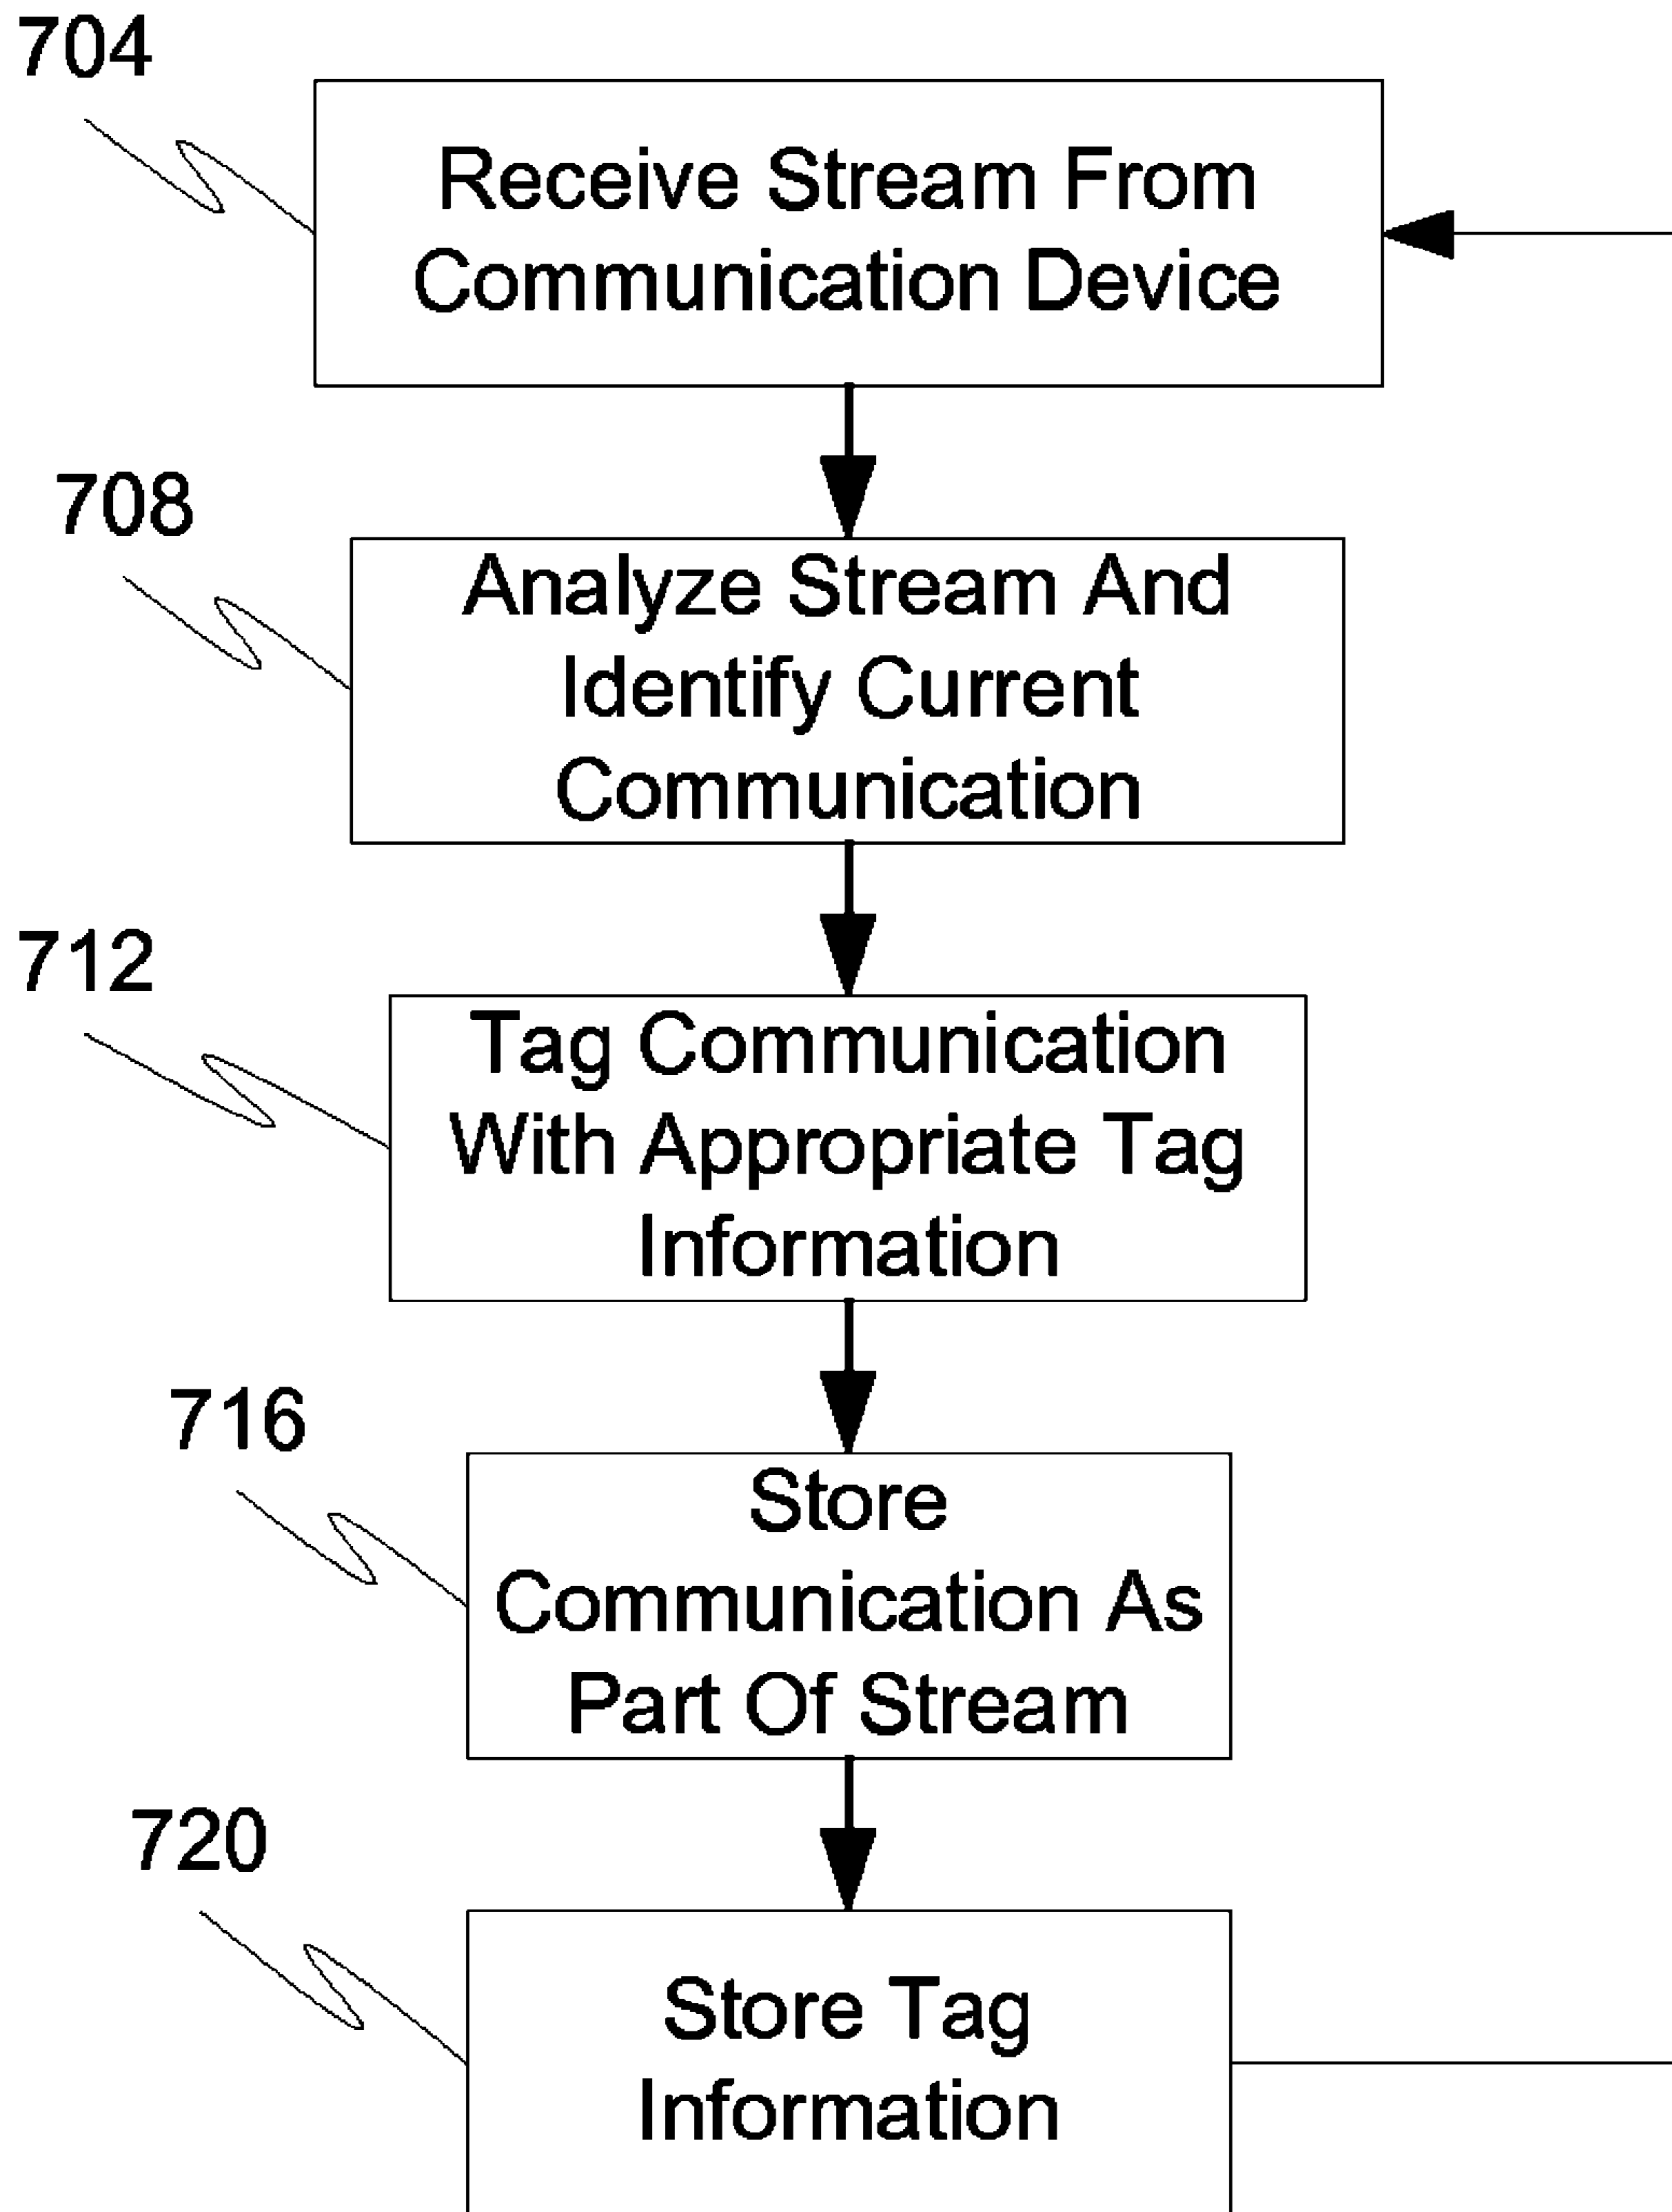 704
Receive Stream From
Communication Device
708
Analyze Stream And
Identify Current
Communication
712
Tag Communication
With Appropriate Tag
Information
716
Store
Communication As
Part Of Stream
720
Store Tag
Information